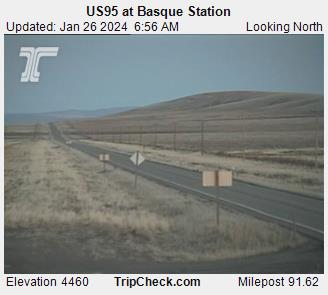 US95 at Basque Station
Updated: Jan 26 2024 6:56 AM
Looking North
Elevation 4460
TripCheck.com
Milepost 91.62